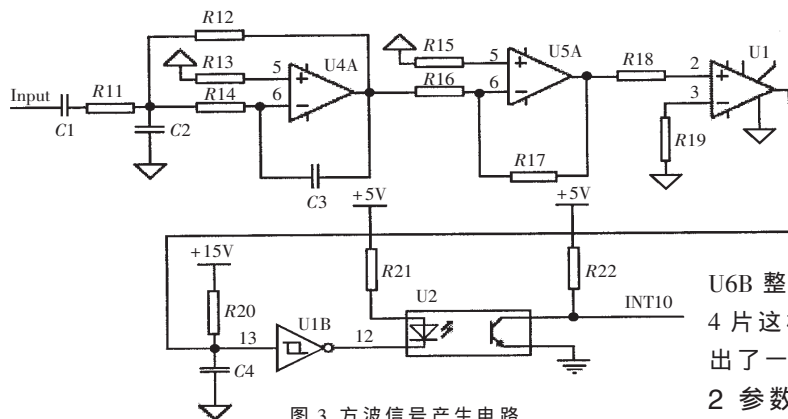 R12
R13
5
U4A
R15
5
U5A
R18
2
U1
Input
R11
R14
6
R16
6
3
C1
C2
R17
R19
C3
+5V
+5V
+15V
R21
R22
U2
R20
U1B
INT10
13
12
C4
U6B 整
4 片这
出了一
2 参数
图 3 方波信号产生电路